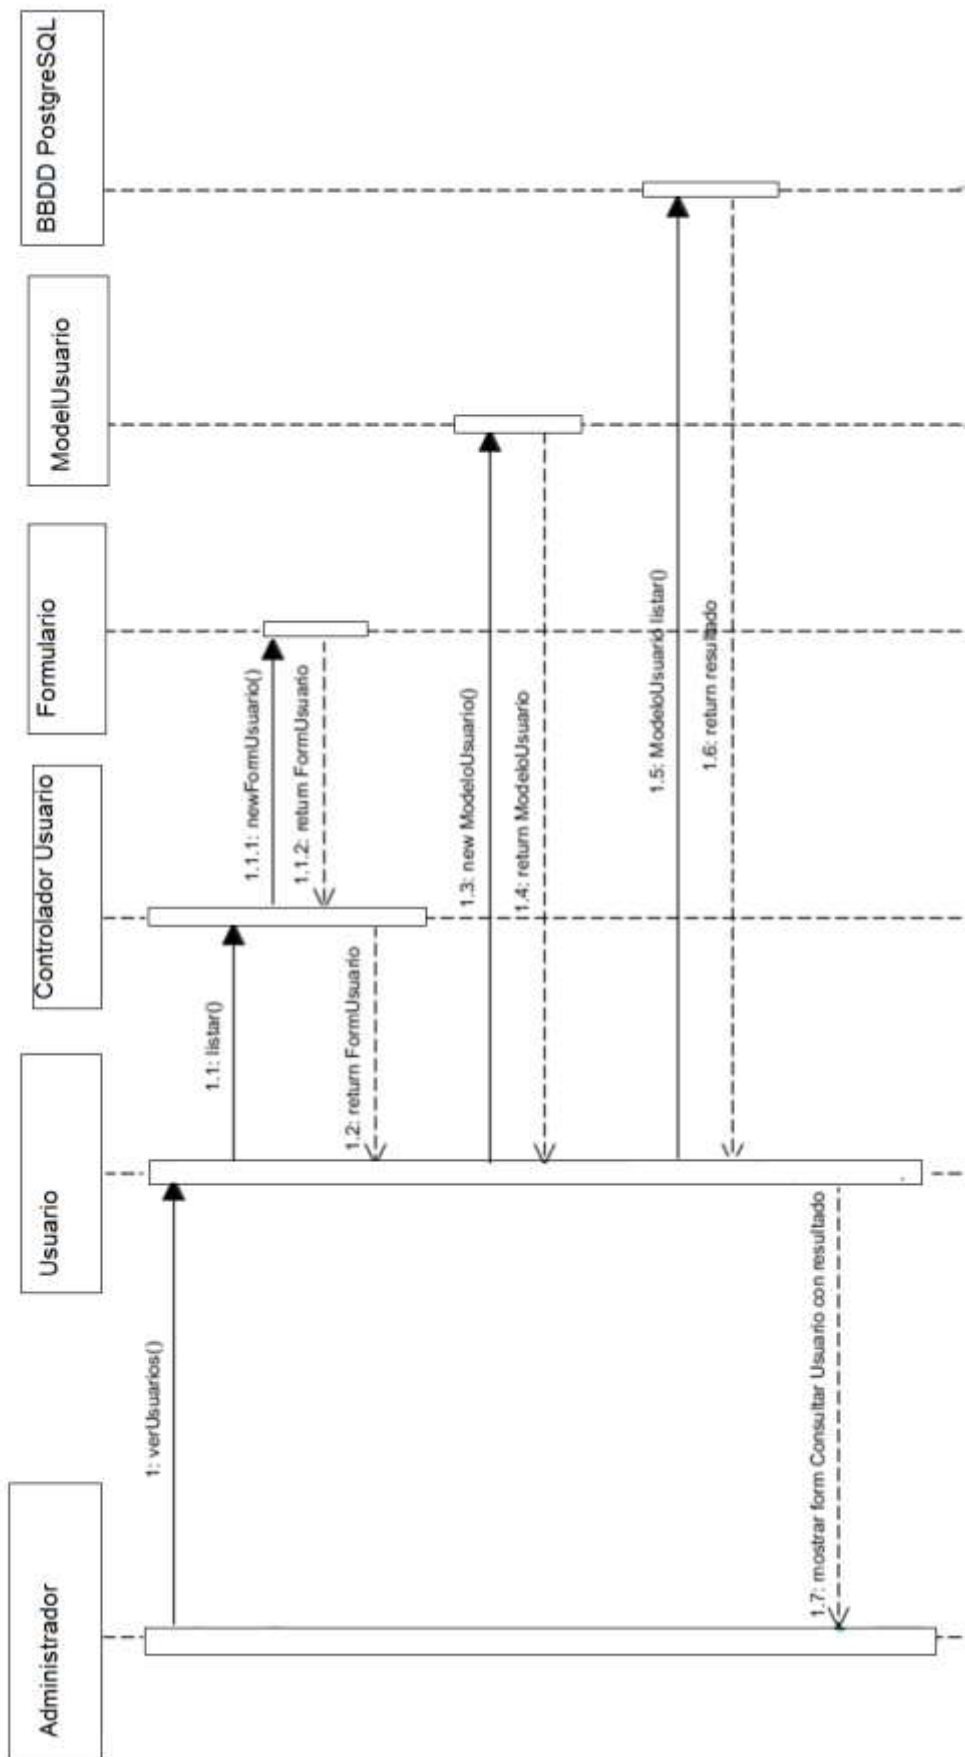 Administrador
Usuario
Controlador Usuario
Formulario
ModelUsuario
BBDD PostgreSQL
1: verUsuarios()
1.1: listar()
1.1.1: newFormUsuario()
1.1.2: return FormUsuario
1.2: return FormUsuario
1.3: new ModeloUsuario()
1.4: return ModeloUsuario
1.5: ModeloUsuario listar()
1.6: return resultado
1.7: mostrar form Consultar Usuario con resultado